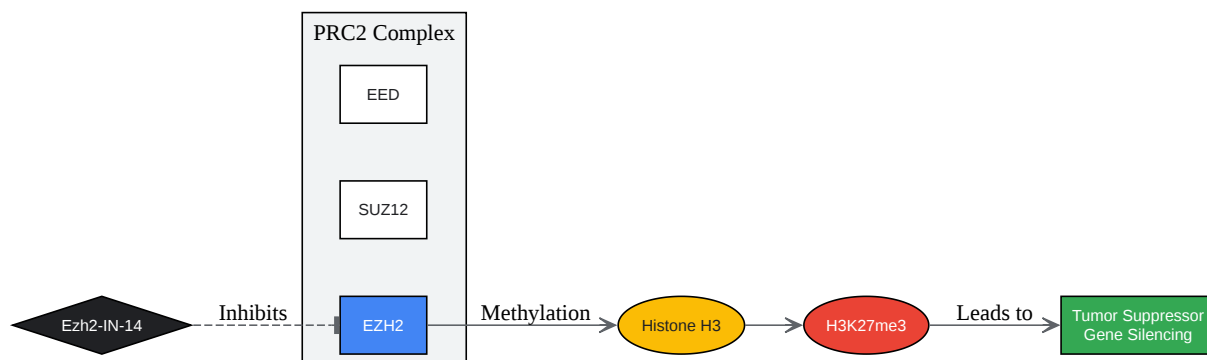 PRC2 Complex
EED
SUZ12
Ezh2-IN-14
Inhibits
EZH2
Methylation
Histone H3
H3K27me3
Leads to
Tumor Suppressor
Gene Silencing